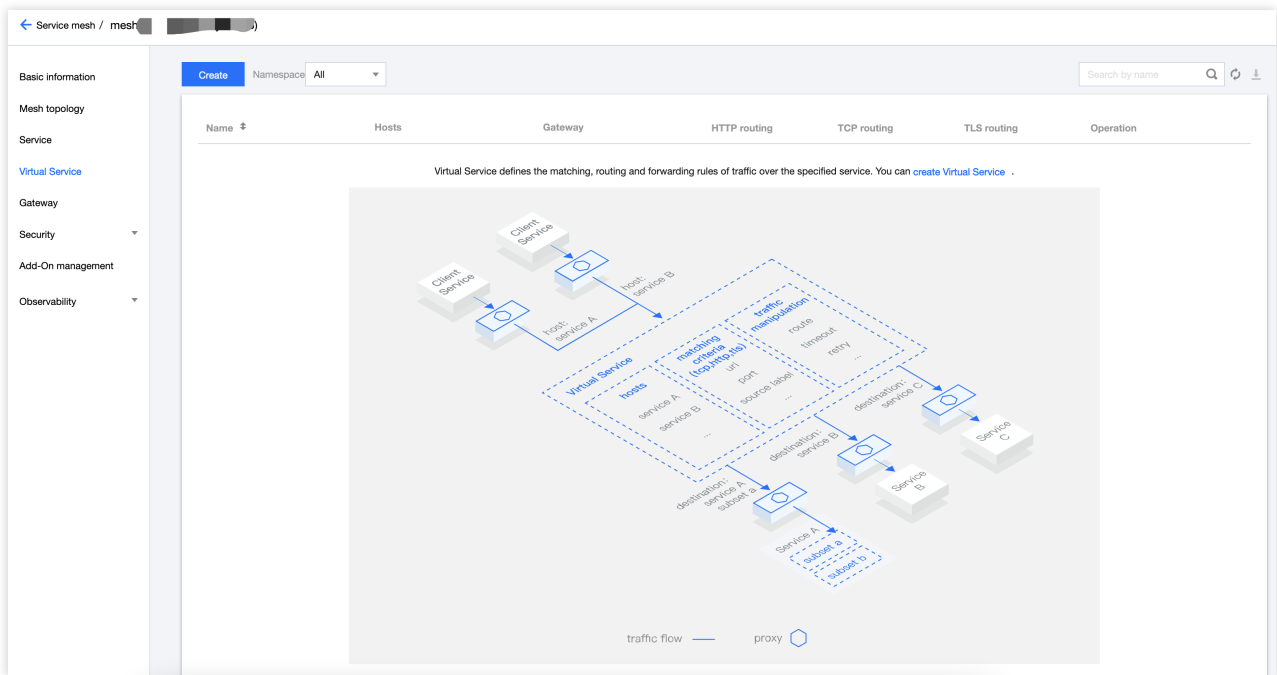 Service mesh / mesh )
Basic information
Mesh topology
Service
Virtual Service
Gateway
Security
Add-On management
Observability
Create Namespace All
Search by name
Name Hosts Gateway HTTP routing TCP routing TLS routing Operation
Virtual Service defines the matching, routing and forwarding rules of traffic over the specified service. You can create Virtual Service .
Client
Service
Client
Service
host:
service B
host:
service A
Virtual Service
hosts
service A
service B
...
matching
criteria
(tcp,http,tls)
uri
port
source label
...
traffic
manipulation
route
timeout
retry
...
destination:
service C
Service
C
destination:
service B
Service
B
destination:
service A
subset a
Service A
subset a
subset b
traffic flow proxy